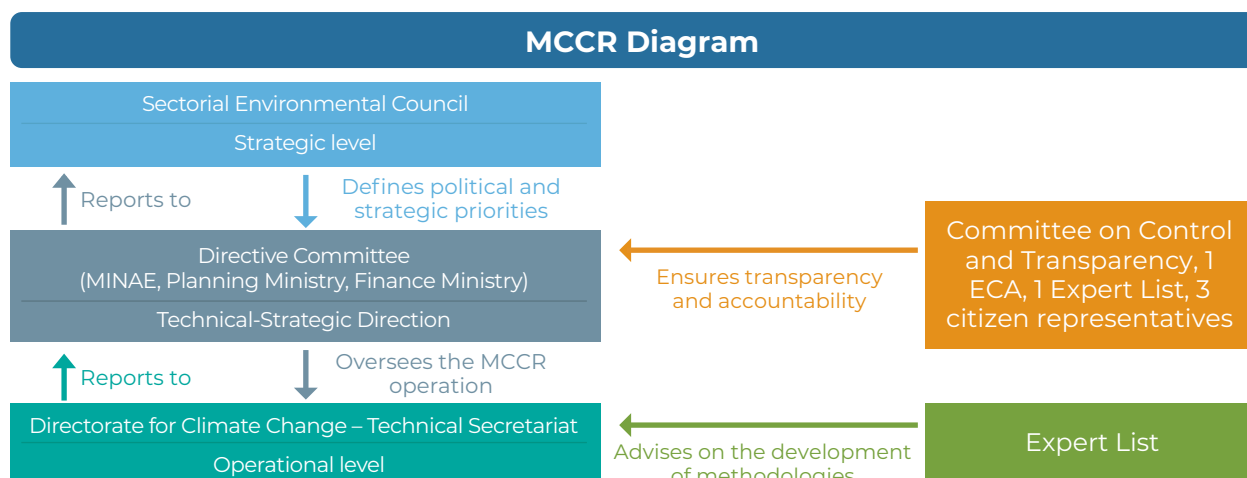 MCCR Diagram
Sectorial Environmental Council
Strategic level
Reports to
Defines political and
strategic priorities
Directive Committee
(MINAE, Planning Ministry, Finance Ministry)
Technical-Strategic Direction
Ensures transparency
and accountability
Committee on Control
and Transparency, 1
ECA, 1 Expert List, 3
citizen representatives
Reports to
Oversees the MCCR
operation
Directorate for Climate Change – Technical Secretariat
Operational level
Advises on the development
of methodologies
Expert List